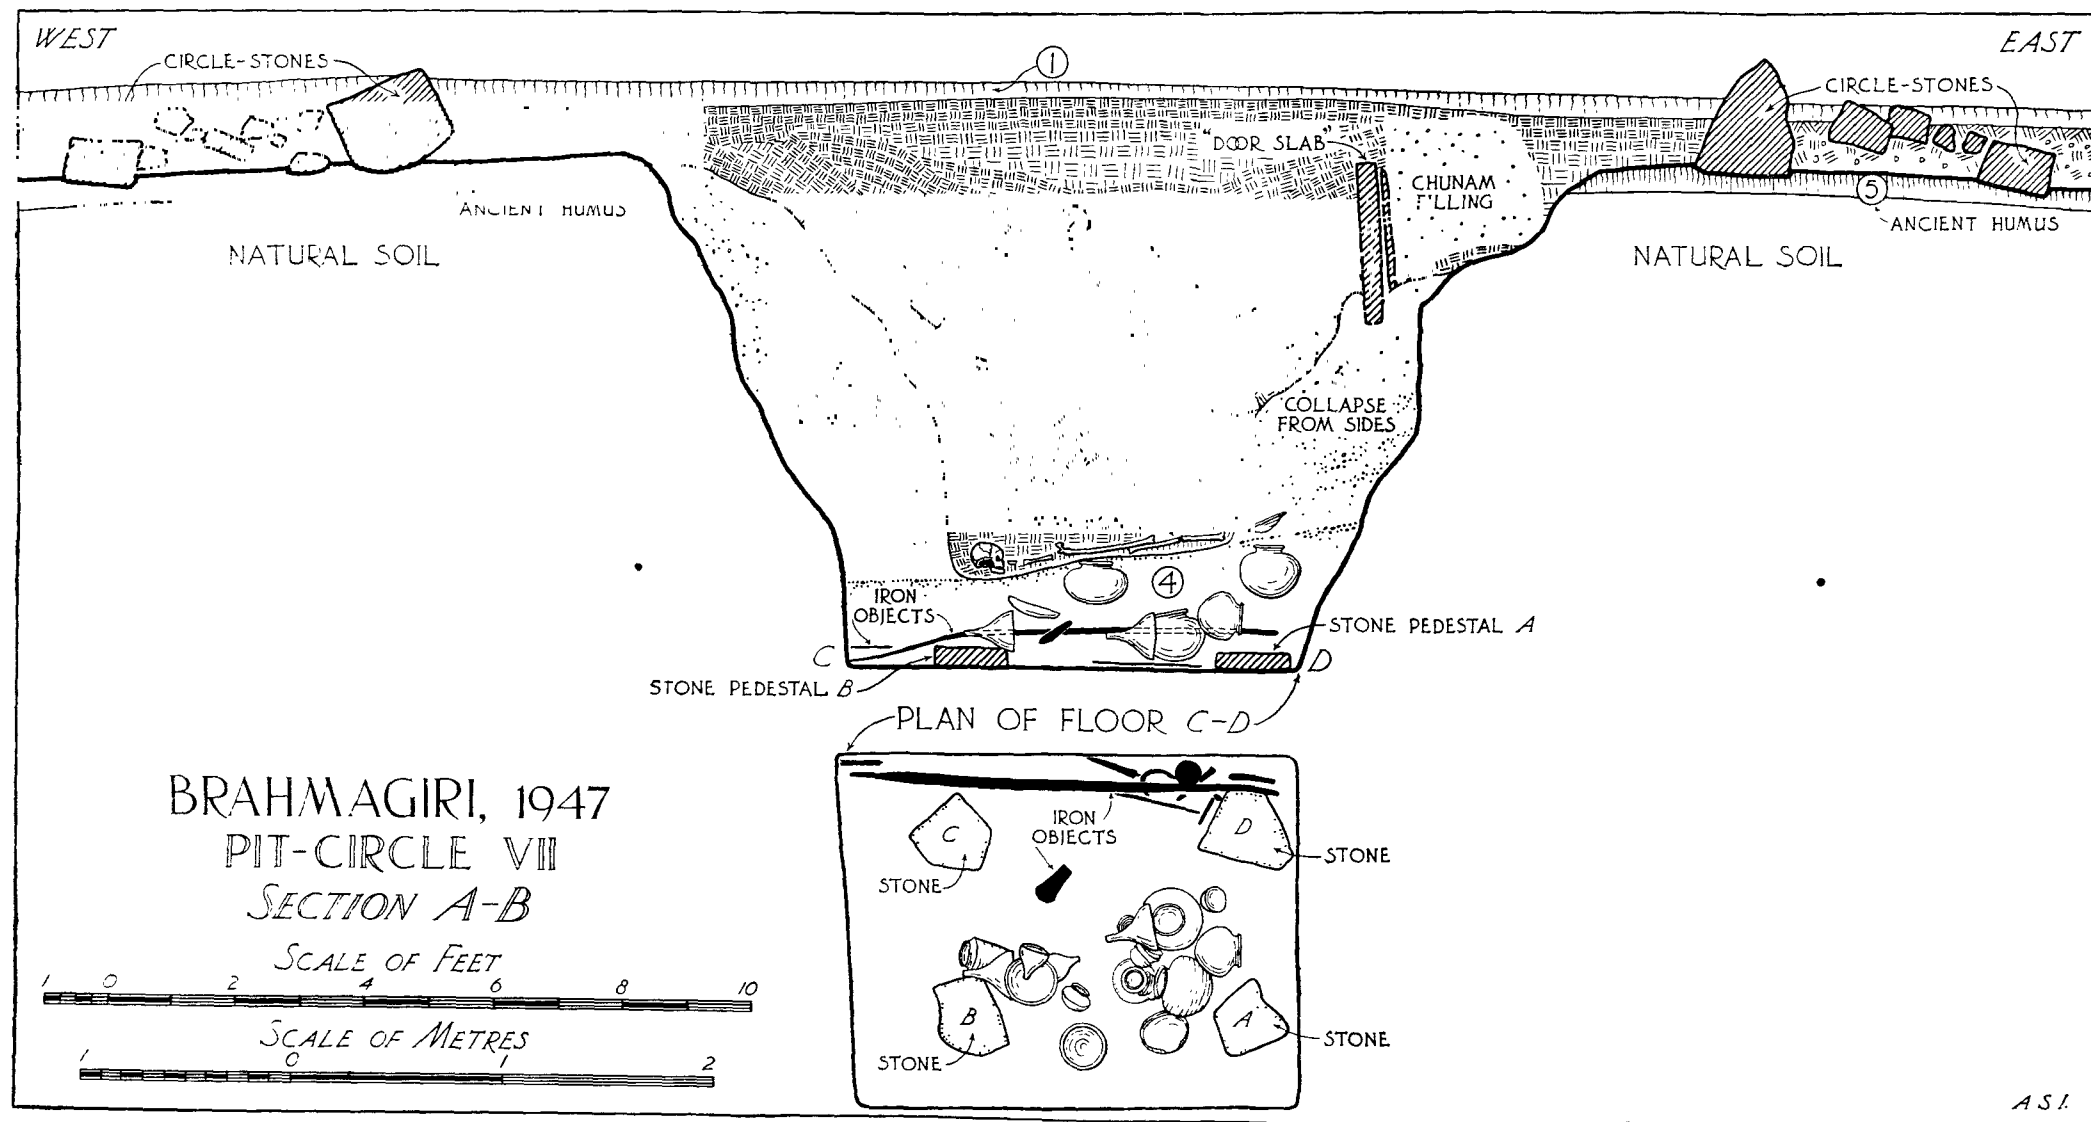 WEST
EAST
CIRCLE-STONES
1
CIRCLE-STONES
"DOOR SLAB"
CHUNAM
FILLING
5
ANCIENT HUMUS
ANCIENT HUMUS
NATURAL SOIL
NATURAL SOIL
COLLAPSE
FROM SIDES
4
IRON
OBJECTS
STONE PEDESTAL A
C
D
STONE PEDESTAL B
PLAN OF FLOOR C-D
BRAHMAGIRI, 1947
PIT-CIRCLE VII
SECTION A-B
SCALE OF FEET
1 0 2 4 6 8 10
SCALE OF METRES
1 0 1 2
IRON
OBJECTS
C
D
STONE
STONE
B
A
STONE
STONE
A S I.